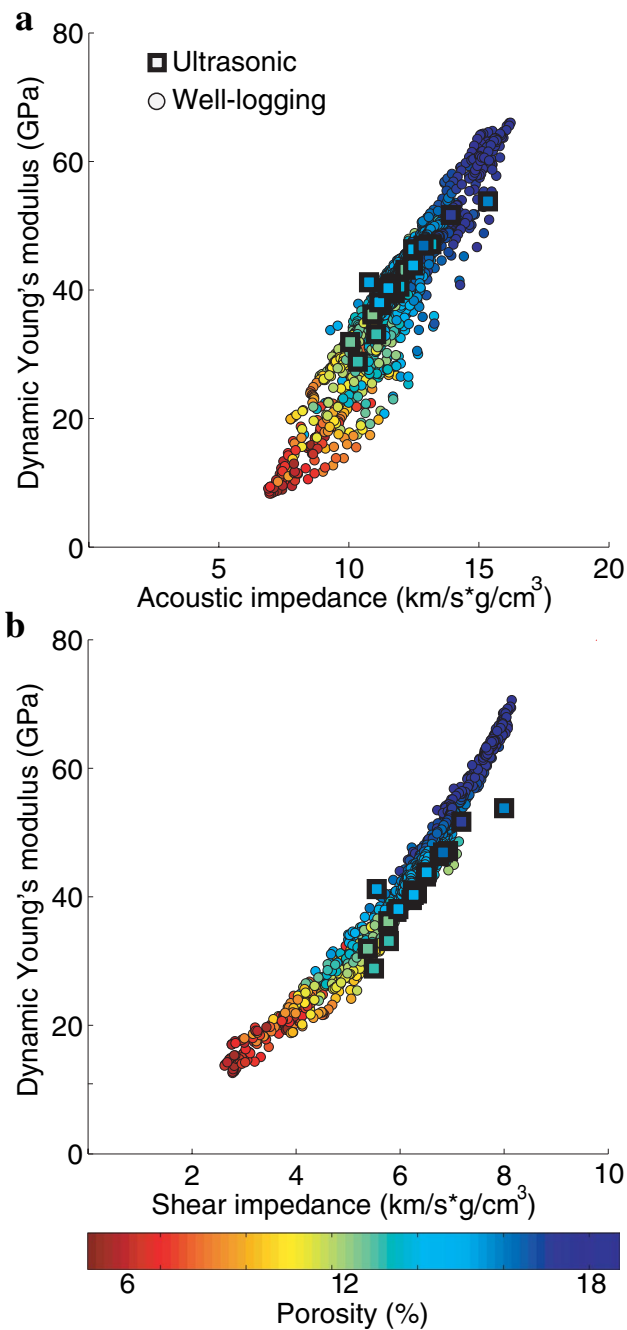 a
80
60
40
20
0
Dynamic Young's modulus (GPa)
Ultrasonic
Well-logging
5
10
15
20
Acoustic impedance (km/s*g/cm³)
b
80
60
40
20
0
Dynamic Young's modulus (GPa)
2
4
6
8
10
Shear impedance (km/s*g/cm³)
6
12
18
Porosity (%)